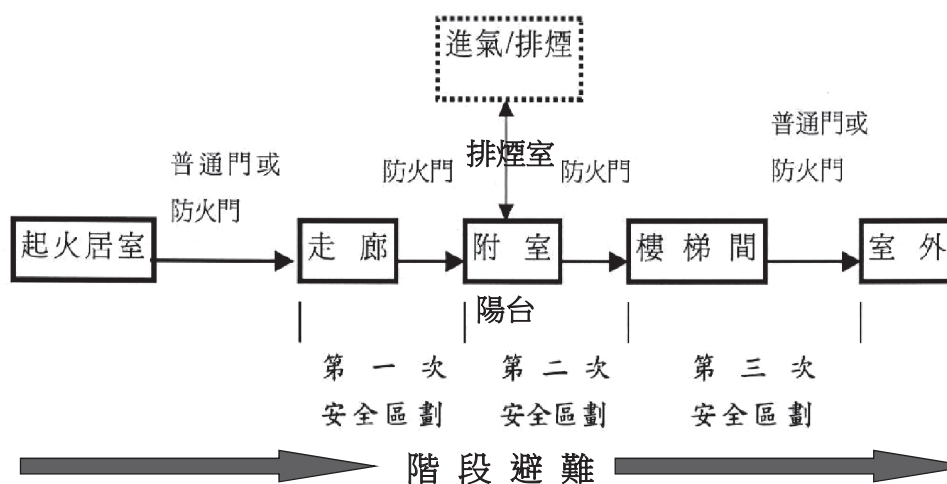 進氣/排煙
普通門或
防火門
防火門
排煙室
防火門
普通門或
防火門
起火居室
走廊
附室
樓梯間
室外
陽台
第一次
安全區劃
第二次
安全區劃
第三次
安全區劃
階段避難